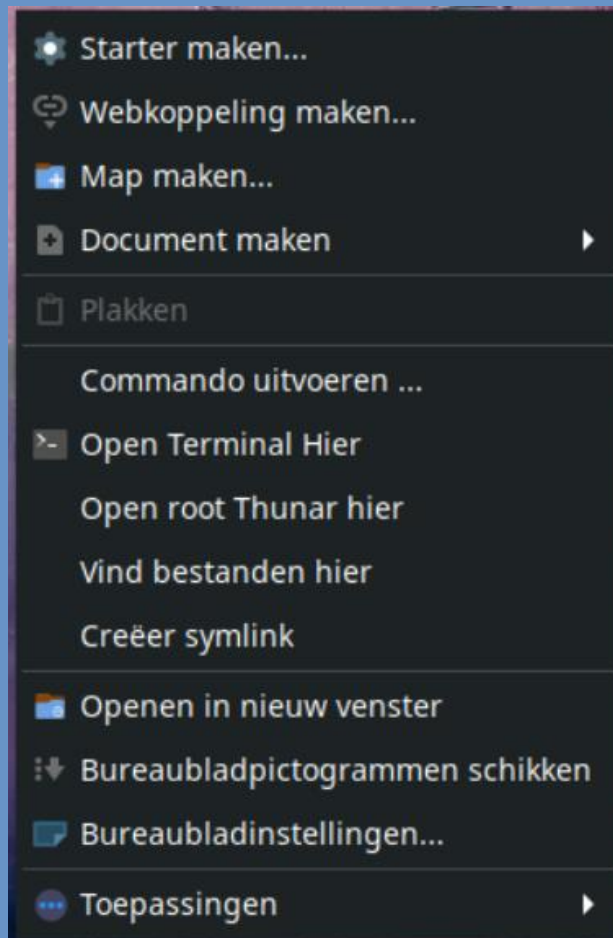 Starter maken...
Webkoppeling maken...
Map maken...
Document maken
Plakken
Commando uitvoeren ...
Open Terminal Hier
Open root Thunar hier
Vind bestanden hier
Creëer symlink
Openen in nieuw venster
Bureaubladpictogrammen schikken
Bureaubladinstellingen...
Toepassingen